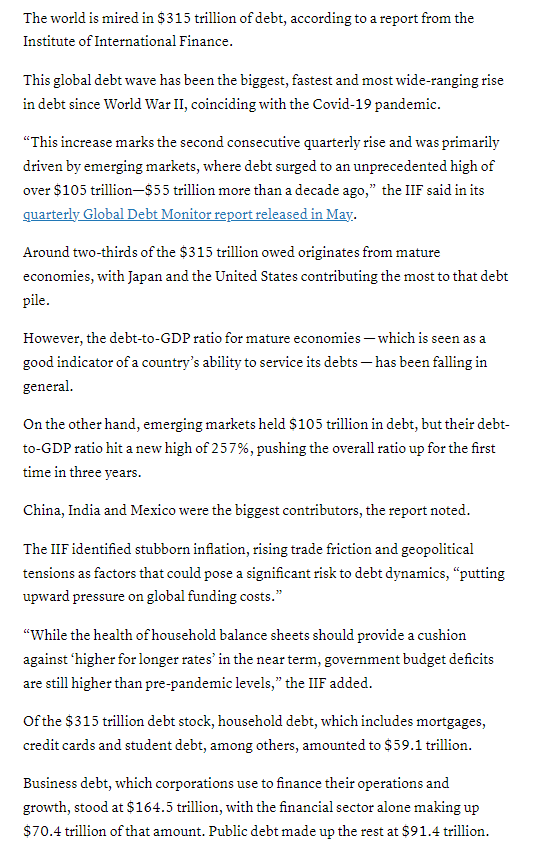 The world is mired in $315 trillion of debt, according to a report from the
Institute of International Finance.
This global debt wave has been the biggest, fastest and most wide-ranging rise
in debt since World War II, coinciding with the Covid-19 pandemic.
“This increase marks the second consecutive quarterly rise and was primarily
driven by emerging markets, where debt surged to an unprecedented high of
over $105 trillion—$55 trillion more than a decade ago,”  the IIF said in its
quarterly Global Debt Monitor report released in May.
Around two-thirds of the $315 trillion owed originates from mature
economies, with Japan and the United States contributing the most to that debt
pile.
However, the debt-to-GDP ratio for mature economies — which is seen as a
good indicator of a country’s ability to service its debts — has been falling in
general.
On the other hand, emerging markets held $105 trillion in debt, but their debt-
to-GDP ratio hit a new high of 257%, pushing the overall ratio up for the first
time in three years.
China, India and Mexico were the biggest contributors, the report noted.
The IIF identified stubborn inflation, rising trade friction and geopolitical
tensions as factors that could pose a significant risk to debt dynamics, “putting
upward pressure on global funding costs.”
“While the health of household balance sheets should provide a cushion
against ‘higher for longer rates’ in the near term, government budget deficits
are still higher than pre-pandemic levels,” the IIF added.
Of the $315 trillion debt stock, household debt, which includes mortgages,
credit cards and student debt, among others, amounted to $59.1 trillion.
Business debt, which corporations use to finance their operations and
growth, stood at $164.5 trillion, with the financial sector alone making up
$70.4 trillion of that amount. Public debt made up the rest at $91.4 trillion.